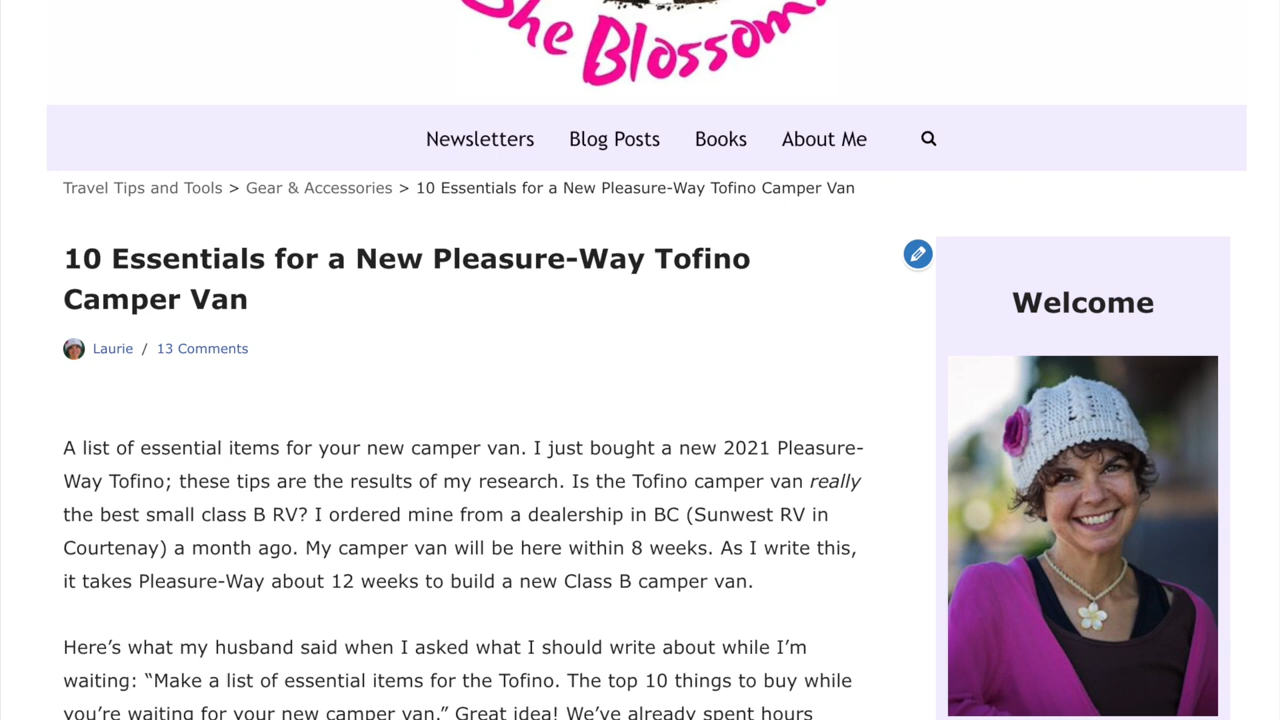 She Blossoms
Newsletters Blog Posts Books About Me
Travel Tips and Tools > Gear & Accessories > 10 Essentials for a New Pleasure-Way Tofino Camper Van
10 Essentials for a New Pleasure-Way Tofino
Camper Van
Laurie / 13 Comments
Welcome
A list of essential items for your new camper van. I just bought a new 2021 Pleasure-
Way Tofino; these tips are the results of my research. Is the Tofino camper van really
the best small class B RV? I ordered mine from a dealership in BC (Sunwest RV in
Courtenay) a month ago. My camper van will be here within 8 weeks. As I write this,
it takes Pleasure-Way about 12 weeks to build a new Class B camper van.
Here’s what my husband said when I asked what I should write about while I’m
waiting: “Make a list of essential items for the Tofino. The top 10 things to buy while
you’re waiting for your new camper van.” Great idea! We’ve already spent hours